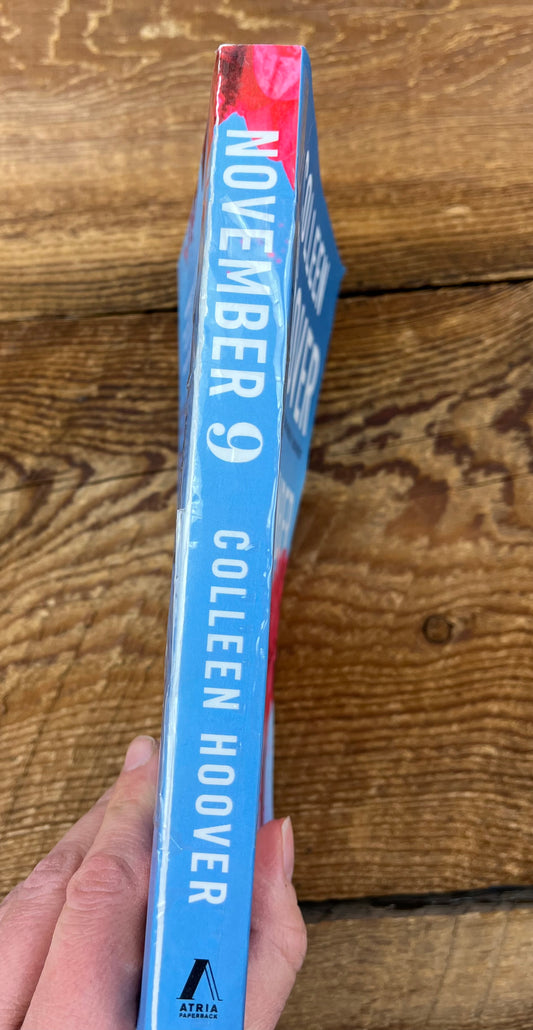 NOVEMBER 9
COLLEEN HOOVER
ATRIA
PAPERBACK